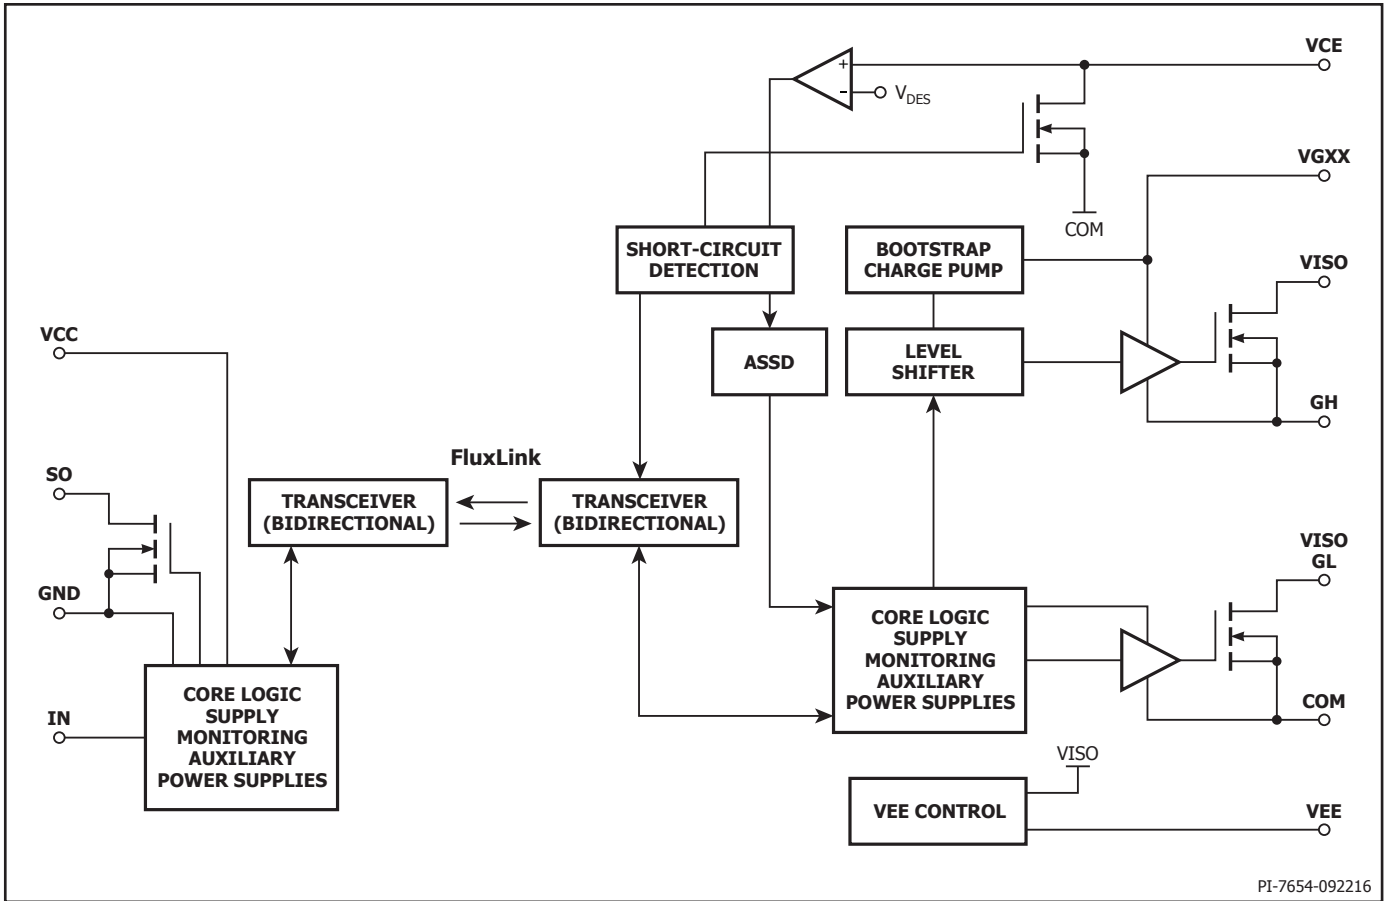 VCE
+
-
V_DES
VGXX
COM
SHORT-CIRCUIT
DETECTION
BOOTSTRAP
CHARGE PUMP
VISO
VCC
ASSD
LEVEL
SHIFTER
GH
FluxLink
SO
TRANSCEIVER
(BIDIRECTIONAL)
TRANSCEIVER
(BIDIRECTIONAL)
VISO
GL
GND
CORE LOGIC
SUPPLY
MONITORING
AUXILIARY
POWER SUPPLIES
COM
IN
CORE LOGIC
SUPPLY
MONITORING
AUXILIARY
POWER SUPPLIES
VISO
VEE CONTROL
VEE
PI-7654-092216